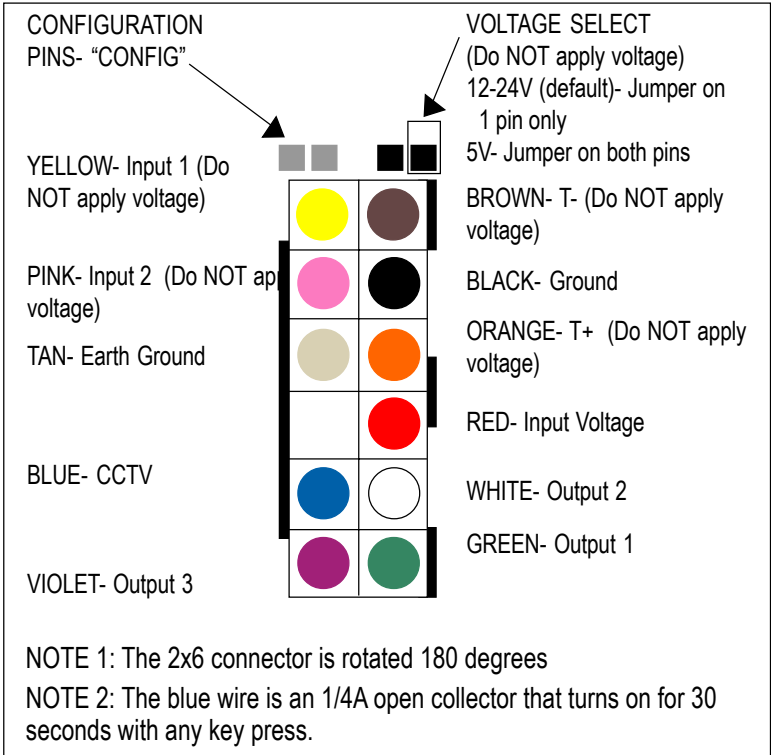 CONFIGURATION
PINS- “CONFIG”
VOLTAGE SELECT
(Do NOT apply voltage)
12-24V (default)- Jumper on
1 pin only
5V- Jumper on both pins
YELLOW- Input 1 (Do
NOT apply voltage)
PINK- Input 2 (Do NOT
voltage)
TAN- Earth Ground
BLUE- CCTV
VIOLET- Output 3
BROWN- T- (Do NOT apply
voltage)
BLACK- Ground
ORANGE- T+ (Do NOT apply
voltage)
RED- Input Voltage
WHITE- Output 2
GREEN- Output 1
NOTE 1: The 2x6 connector is rotated 180 degrees
NOTE 2: The blue wire is an 1/4A open collector that turns on for 30
seconds with any key press.